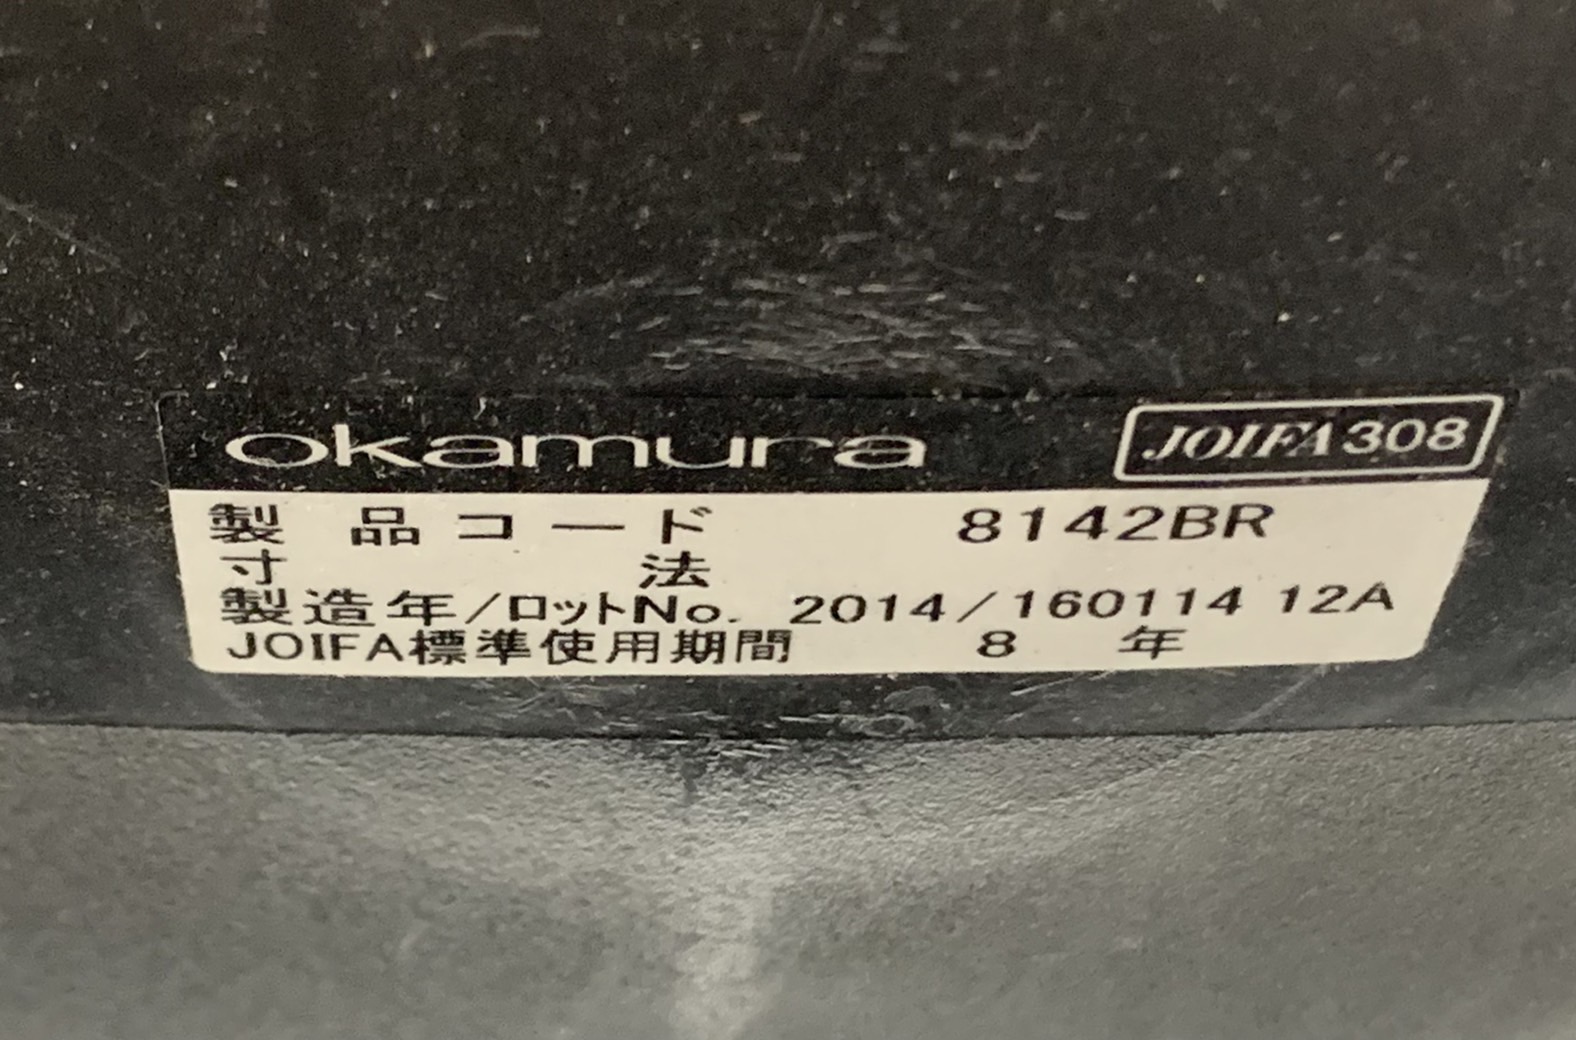 okamura JOIFA308
製品コード 8142BR
寸法
製造年/ロットNo. 2014/160114 12A
JOIFA標準使用期間 8 年